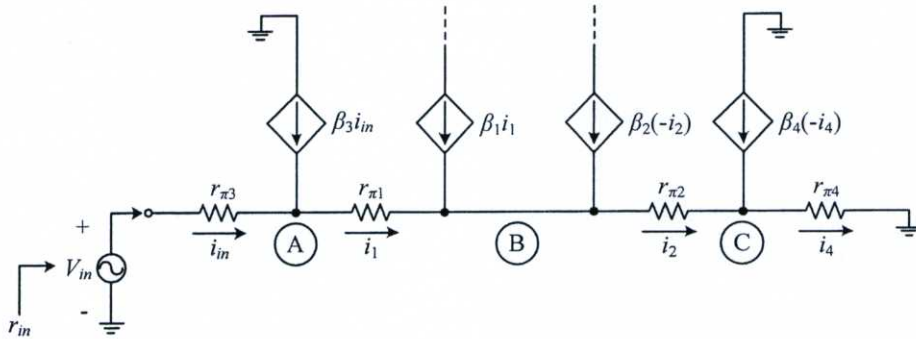 β3iin
β1i1
β2(-i2)
β4(-i4)
rπ3
rπ1
rπ2
rπ4
+
iin
A
i1
B
i2
C
i4
Vin
-
rin